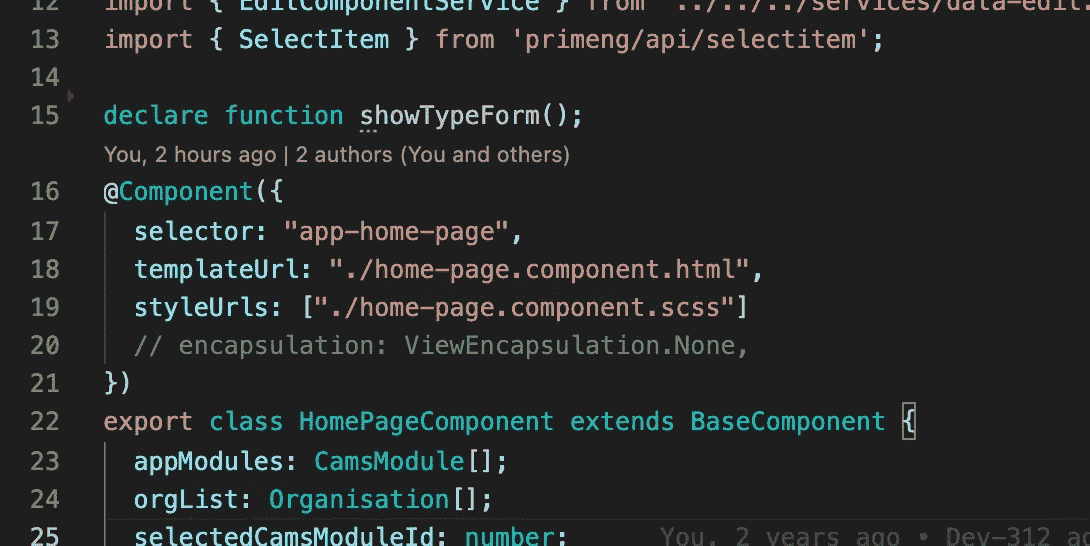 12 import { EditComponentService } from "../../../services/data-edit.
13 import { SelectItem } from 'primeng/api/selectitem';
14
15 declare function showTypeForm();
You, 2 hours ago | 2 authors (You and others)
16 @Component({
17 selector: "app-home-page",
18 templateUrl: "./home-page.component.html",
19 styleUrls: ["./home-page.component.scss"]
20 // encapsulation: ViewEncapsulation.None,
21 })
22 export class HomePageComponent extends BaseComponent {
23 appModules: CamsModule[];
24 orgList: Organisation[];
25 selectedCamsModuleId: number; You, 2 years ago • Dev-312 ad